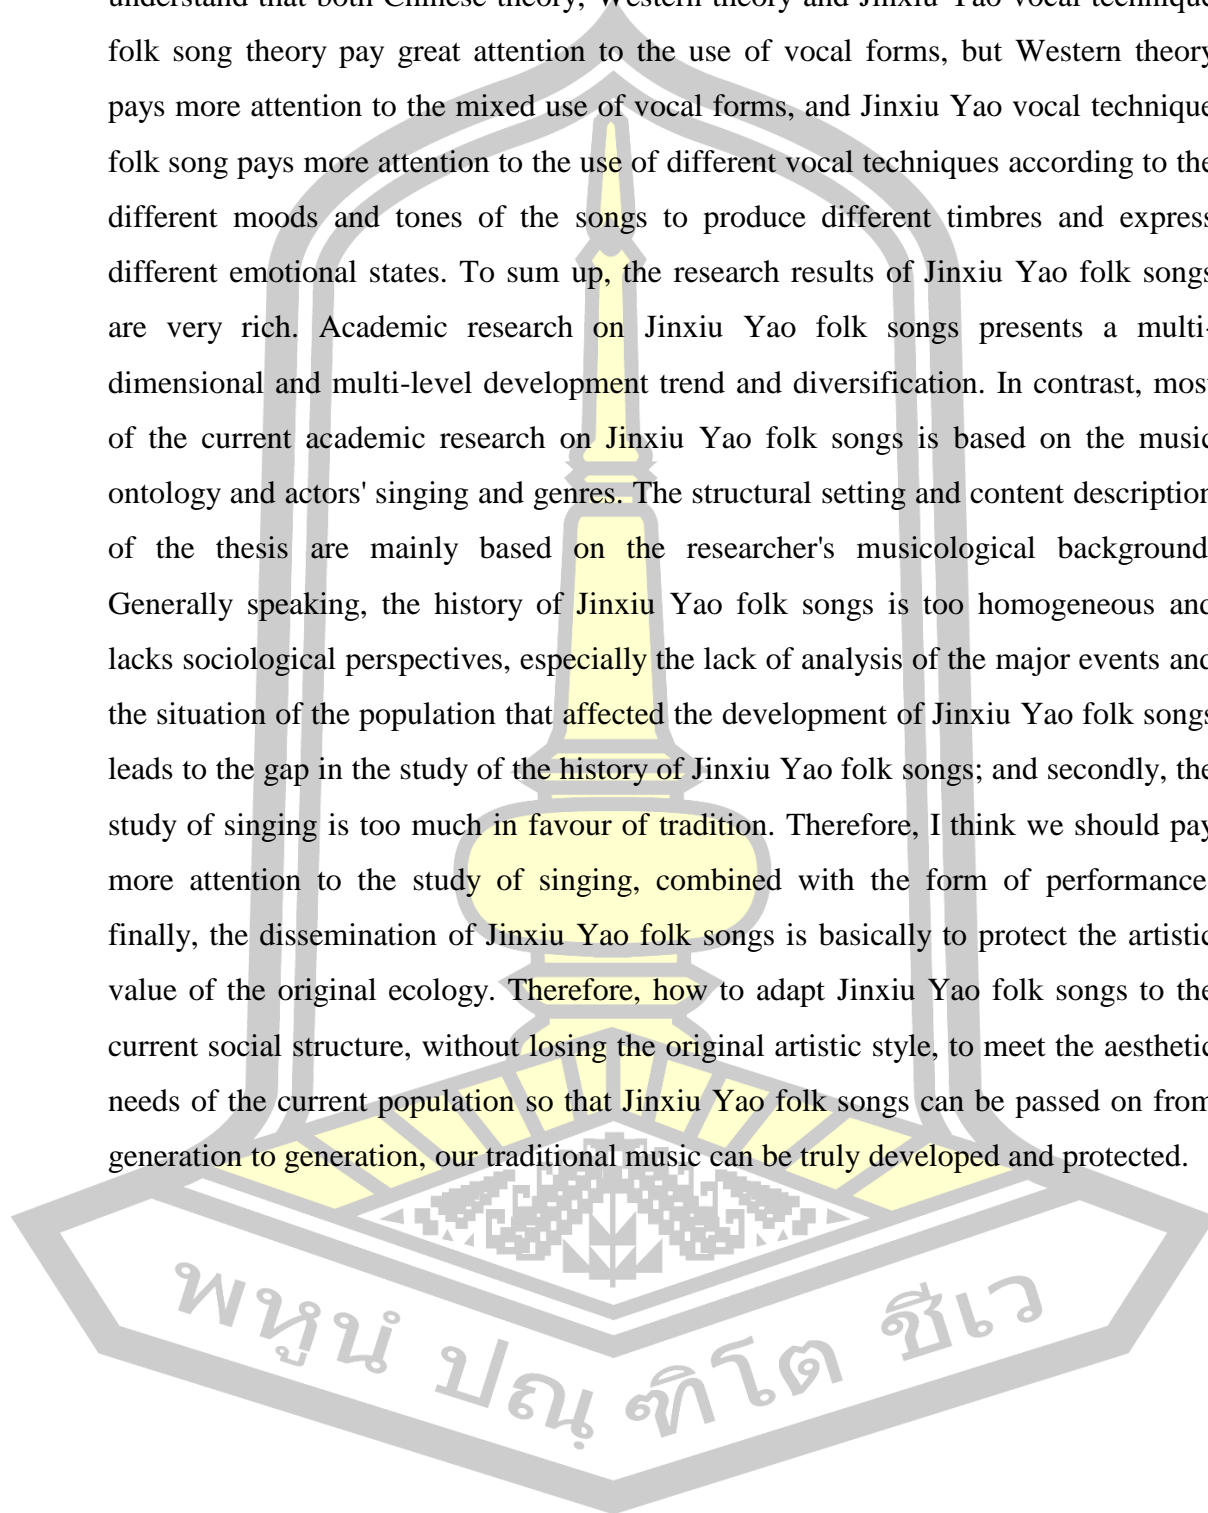 understand that both Chinese theory, Western theory and Jinxiu Yao vocal technique
folk song theory pay great attention to the use of vocal forms, but Western theory
pays more attention to the mixed use of vocal forms, and Jinxiu Yao vocal technique
folk song pays more attention to the use of different vocal techniques according to the
different moods and tones of the songs to produce different timbres and express
different emotional states. To sum up, the research results of Jinxiu Yao folk songs
are very rich. Academic research on Jinxiu Yao folk songs presents a multi-
dimensional and multi-level development trend and diversification. In contrast, most
of the current academic research on Jinxiu Yao folk songs is based on the music
ontology and actors' singing and genres. The structural setting and content description
of the thesis are mainly based on the researcher's musicological background
Generally speaking, the history of Jinxiu Yao folk songs is too homogeneous and
lacks sociological perspectives, especially the lack of analysis of the major events and
the situation of the population that affected the development of Jinxiu Yao folk songs
leads to the gap in the study of the history of Jinxiu Yao folk songs; and secondly, the
study of singing is too much in favour of tradition. Therefore, I think we should pay
more attention to the study of singing, combined with the form of performance
finally, the dissemination of Jinxiu Yao folk songs is basically to protect the artistic
value of the original ecology. Therefore, how to adapt Jinxiu Yao folk songs to the
current social structure, without losing the original artistic style, to meet the aesthetic
needs of the current population so that Jinxiu Yao folk songs can be passed on from
generation to generation, our traditional music can be truly developed and protected.
พหูนํ ปณฺฑิโต ชีเว